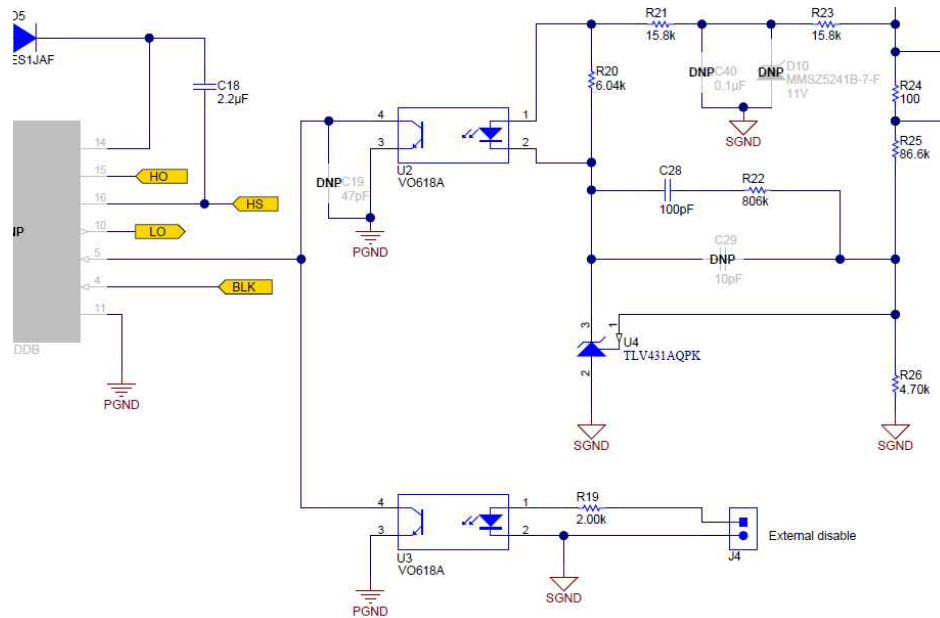 D5
ES1JAF
C18
2.2µF
14
15
HO
16
HS
10
LO
NP
5
4
BLK
11
DDB
PGND
4
3
1
2
U2
VO618A
DNP
C19
47pF
PGND
R21
15.8k
R23
15.8k
R20
6.04k
DNP
C40
0.1µF
DNP
D10
MMSZ5241B-7-F
11V
SGND
R24
100
R25
86.6k
C28
100pF
R22
806k
C29
DNP
10pF
3
1
2
U4
TLV431AQPK
SGND
R26
4.70k
SGND
4
3
1
2
U3
VO618A
PGND
R19
2.00k
SGND
J4
External disable